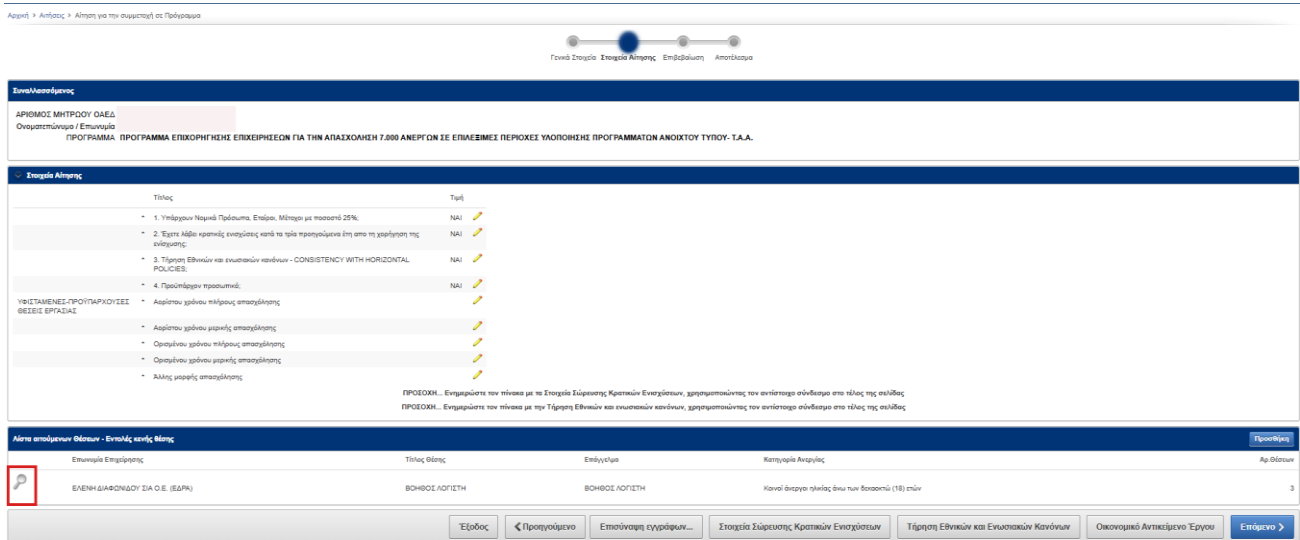 Αρχική > Αιτήσεις > Αίτηση για την συμμετοχή σε Πρόγραμμα
Γενικά Στοιχεία Στοιχεία Αίτησης Επιβεβαίωση Αποτέλεσμα
Συναλλασσόμενος
ΑΡΙΘΜΟΣ ΜΗΤΡΩΟΥ ΟΑΕΔ
Ονοματεπώνυμο / Επωνυμία
ΠΡΟΓΡΑΜΜΑ ΠΡΟΓΡΑΜΜΑ ΕΠΙΧΟΡΗΓΗΣΗΣ ΕΠΙΧΕΙΡΗΣΕΩΝ ΓΙΑ ΤΗΝ ΑΠΑΣΧΟΛΗΣΗ 7.000 ΑΝΕΡΓΩΝ ΣΕ ΕΠΙΛΕΞΙΜΕΣ ΠΕΡΙΟΧΕΣ ΥΛΟΠΟΙΗΣΗΣ ΠΡΟΓΡΑΜΜΑΤΩΝ ΑΝΟΙΧΤΟΥ ΤΥΠΟΥ- Τ.Α.Α.
Στοιχεία Αίτησης
Τίτλος Τιμή
* 1. Υπάρχουν Νομικά Πρόσωπα, Εταίροι, Μέτοχοι με ποσοστό 25%; ΝΑΙ
* 2. Έχετε λάβει κρατικές ενισχύσεις κατά τα τρία προηγούμενα έτη απο τη χορήγηση της ΝΑΙ
ενίσχυσης;
* 3. Τήρηση Εθνικών και ενωσιακών κανόνων - CONSISTENCY WITH HORIZONTAL ΝΑΙ
POLICIES;
* 4. Προϋπάρχον προσωπικό; ΝΑΙ
ΥΦΙΣΤΑΜΕΝΕΣ-ΠΡΟΫΠΑΡΧΟΥΣΕΣ * Αορίστου χρόνου πλήρους απασχόλησης
ΘΕΣΕΙΣ ΕΡΓΑΣΙΑΣ
* Αορίστου χρόνου μερικής απασχόλησης
* Ορισμένου χρόνου πλήρους απασχόλησης
* Ορισμένου χρόνου μερικής απασχόλησης
* Άλλης μορφής απασχόλησης
ΠΡΟΣΟΧΗ... Ενημερώστε τον πίνακα με τα Στοιχεία Σώρευσης Κρατικών Ενισχύσεων, χρησιμοποιώντας τον αντίστοιχο σύνδεσμο στο τέλος της σελίδας
ΠΡΟΣΟΧΗ... Ενημερώστε τον πίνακα με την Τήρηση Εθνικών και ενωσιακών κανόνων, χρησιμοποιώντας τον αντίστοιχο σύνδεσμο στο τέλος της σελίδας
Λίστα αιτούμενων Θέσεων - Εντολές κενής θέσης Προσθήκη
Επωνυμία Επιχείρησης Τίτλος Θέσης Επάγγελμα Κατηγορία Ανεργίας Αρ.Θέσεων
ΕΛΕΝΗ ΔΙΑΦΩΝΙΔΟΥ ΣΙΑ Ο.Ε. (ΕΔΡΑ) ΒΟΗΘΟΣ ΛΟΓΙΣΤΗ ΒΟΗΘΟΣ ΛΟΓΙΣΤΗ Κοινοί άνεργοι ηλικίας άνω των δεκαοκτώ (18) ετών 3
Έξοδος Προηγούμενο Επισύναψη εγγράφων... Στοιχεία Σώρευσης Κρατικών Ενισχύσεων Τήρηση Εθνικών και Ενωσιακών Κανόνων Οικονομικό Αντικείμενο Έργου Επόμενο